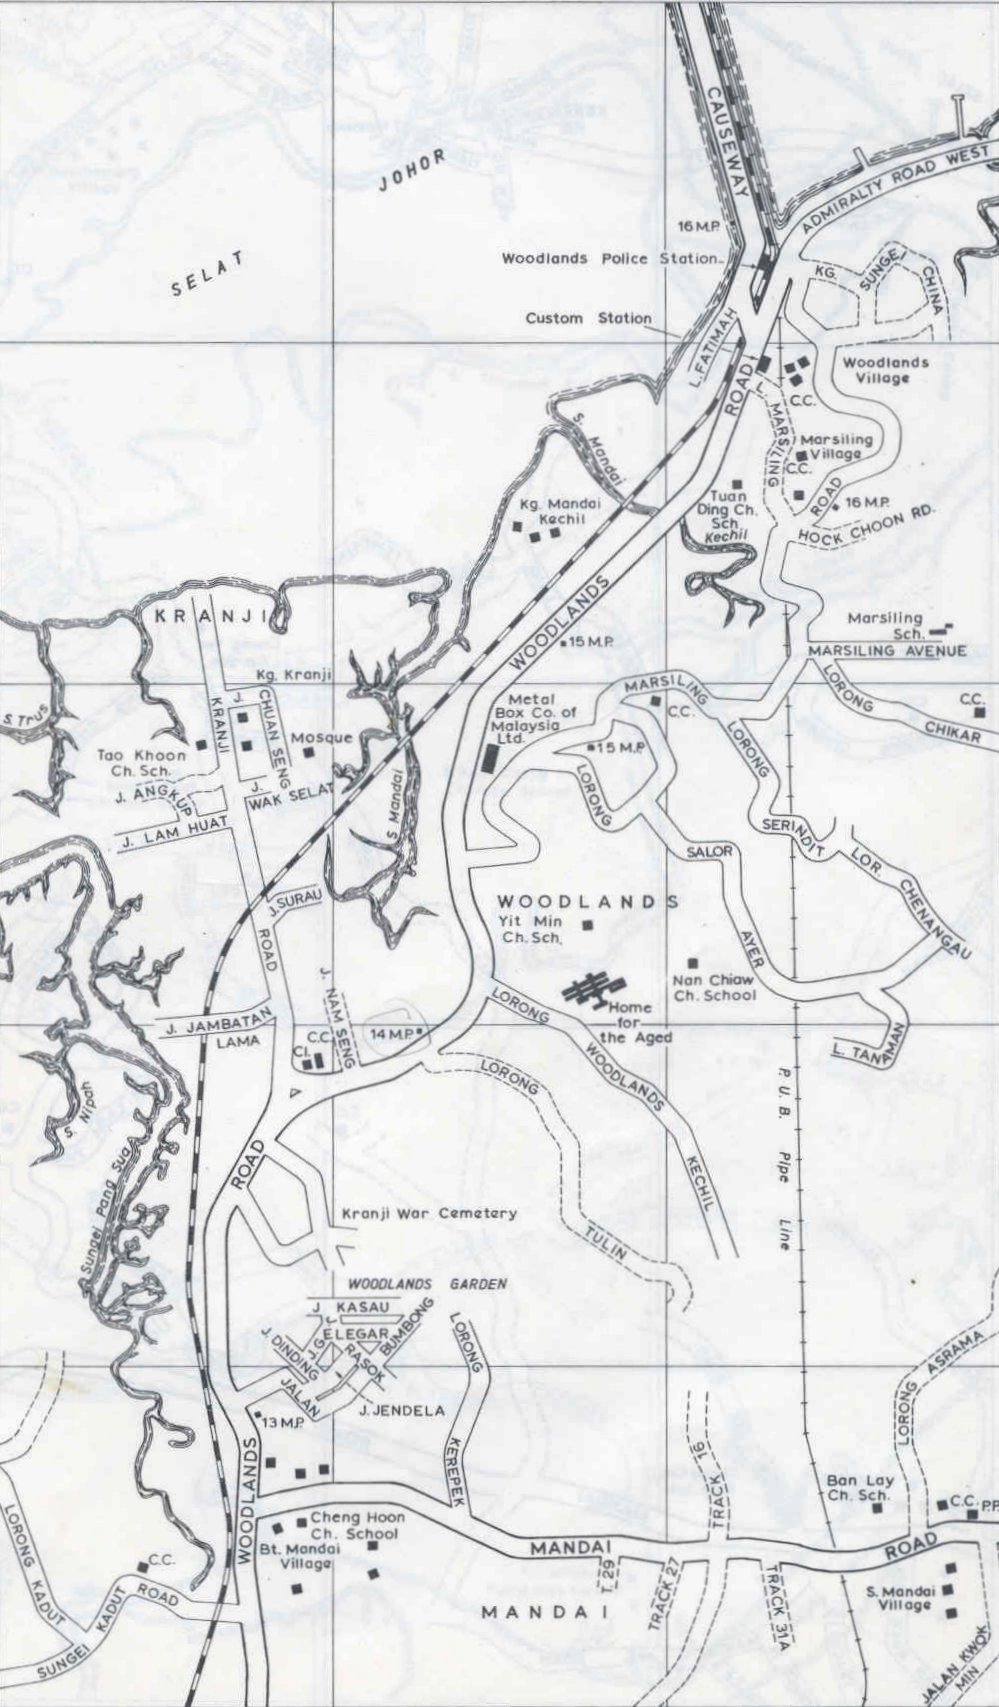 CAUSEWAY
JOHOR
SELAT
ADMIRALTY ROAD WEST
16 M.P.
Woodlands Police Station
Custom Station
KG. SUNGEI CHINA
L. FATIMAH
Woodlands
Village
ROAD
C.C.
L. MARSILING
Marsiling
Village
C.C.
S. Mandai
Kg. Mandai
Kechil
Tuan
Ding Ch.
Sch.
Kechil
ROAD
16 M.P.
HOCK CHOON RD.
KRANJI
WOODLANDS
15 M.P.
Marsiling
Sch.
MARSILING AVENUE
Kg. Kranji
S. Trus
KRANJI
J. CHUAN SENG
Mosque
Tao Khoon
Ch. Sch.
J. ANGKUP
J. WAK SELAT
J. LAM HUAT
S. Mandai
Metal
Box Co. of
Malaysia
Ltd.
MARSILING
C.C.
15 M.P.
LORONG
CHIKAR
C.C.
LORONG
SERINDIT
LORONG
SALOR
AYER
LOR. CHENANGAU
J. SURAU
ROAD
WOODLANDS
Yit Min
Ch. Sch.
Nan Chiaw
Ch. School
Home
for
the Aged
J. NAM SENG
J. JAMBATAN
LAMA
C.C.
C.I.
14 M.P.
LORONG
WOODLANDS
KECHIL
L. TANAMAN
LORONG
TULIN
P. U. B. Pipe Line
S. Nipah
Sungei Pang Sua
ROAD
Kranji War Cemetery
WOODLANDS GARDEN
J. KASAU
J. GELEGAR
BUMBONG
J. DINDING
RASOK
JALAN
J. JENDELA
LORONG
KEREPEK
13 M.P.
WOODLANDS
LORONG ASRAMA
TRACK 16
Ban Lay
Ch. Sch.
C.C.
P.P.
Cheng Hoon
Ch. School
Bt. Mandai
Village
MANDAI
ROAD
LORONG KADUT
C.C.
SUNGEI KADUT ROAD
T. 29
TRACK 27
TRACK 31A
S. Mandai
Village
MANDAI
JALAN KWOK
MIN